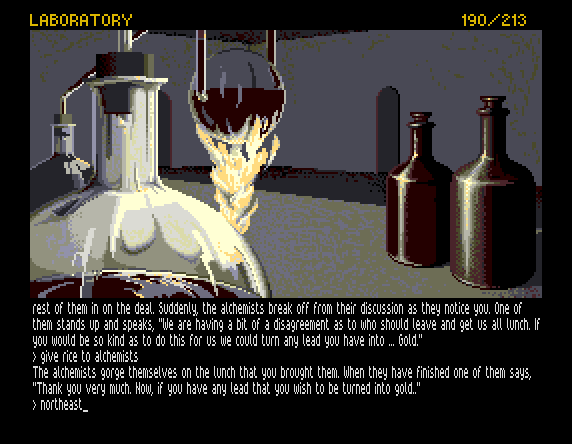 LABORATORY 190/213
rest of them in on the deal. Suddenly, the alchemists break off from their discussion as they notice you. One of
them stands up and speaks, "We are having a bit of a disagreement as to who should leave and get us all lunch. If
you would be so kind as to do this for us we could turn any lead you have into ... Gold."
> give rice to alchemists
The alchemists gorge themselves on the lunch that you brought them. When they have finished one of them says,
"Thank you very much. Now, if you have any lead that you wish to be turned into gold.."
> northeast_